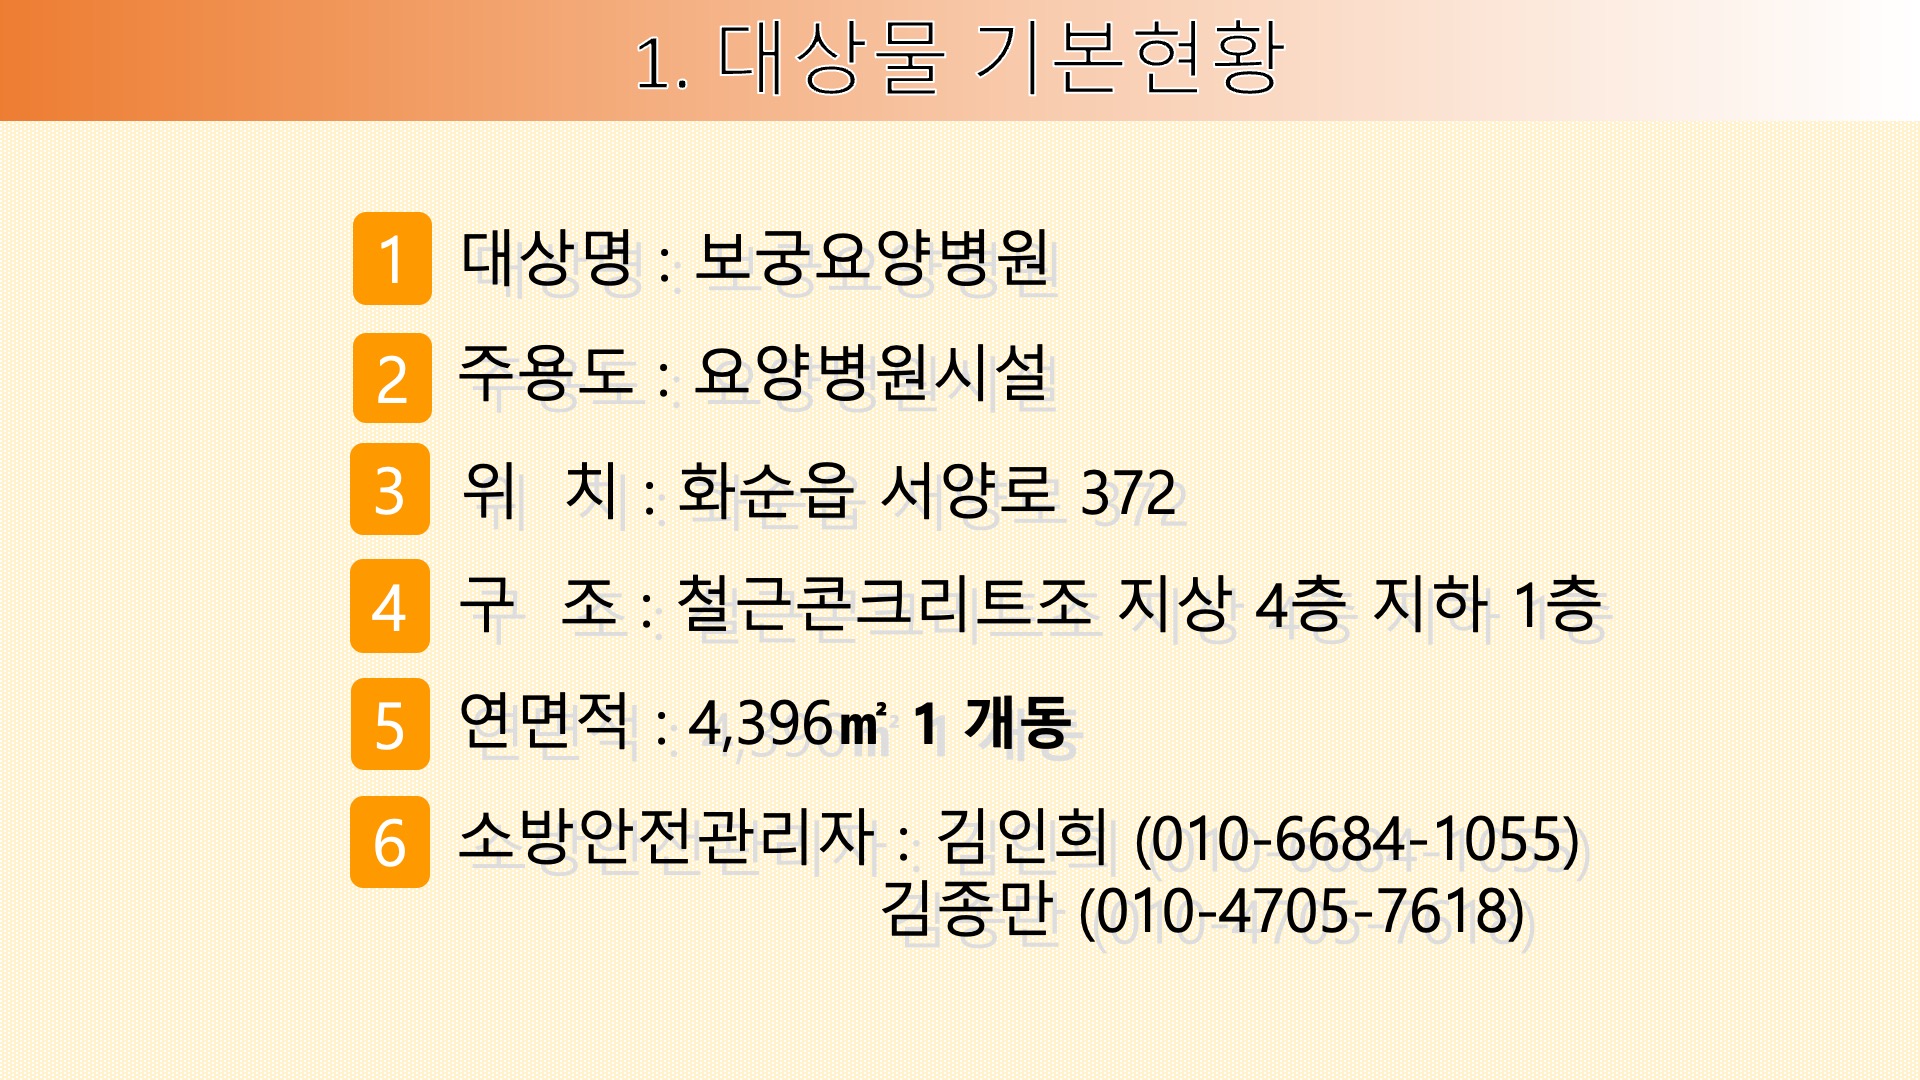 1. 대상물 기본현황
1 대상명 : 보궁요양병원
2 주용도 : 요양병원시설
3 위 치 : 화순읍 서양로 372
4 구 조 : 철근콘크리트조 지상 4층 지하 1층
5 연면적 : 4,396㎡ 1 개동
6 소방안전관리자 : 김인희 (010-6684-1055)
김종만 (010-4705-7618)